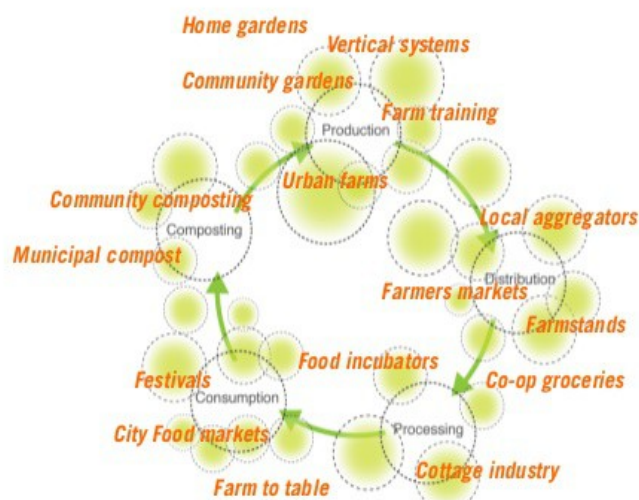 Home gardens
Vertical systems
Community gardens
Farm training
Production
Urban farms
Community composting
Local aggregators
Composting
Municipal compost
Distribution
Farmers markets
Farmstands
Food incubators
Festivals
Co-op groceries
Consumption
City Food markets
Processing
Cottage industry
Farm to table